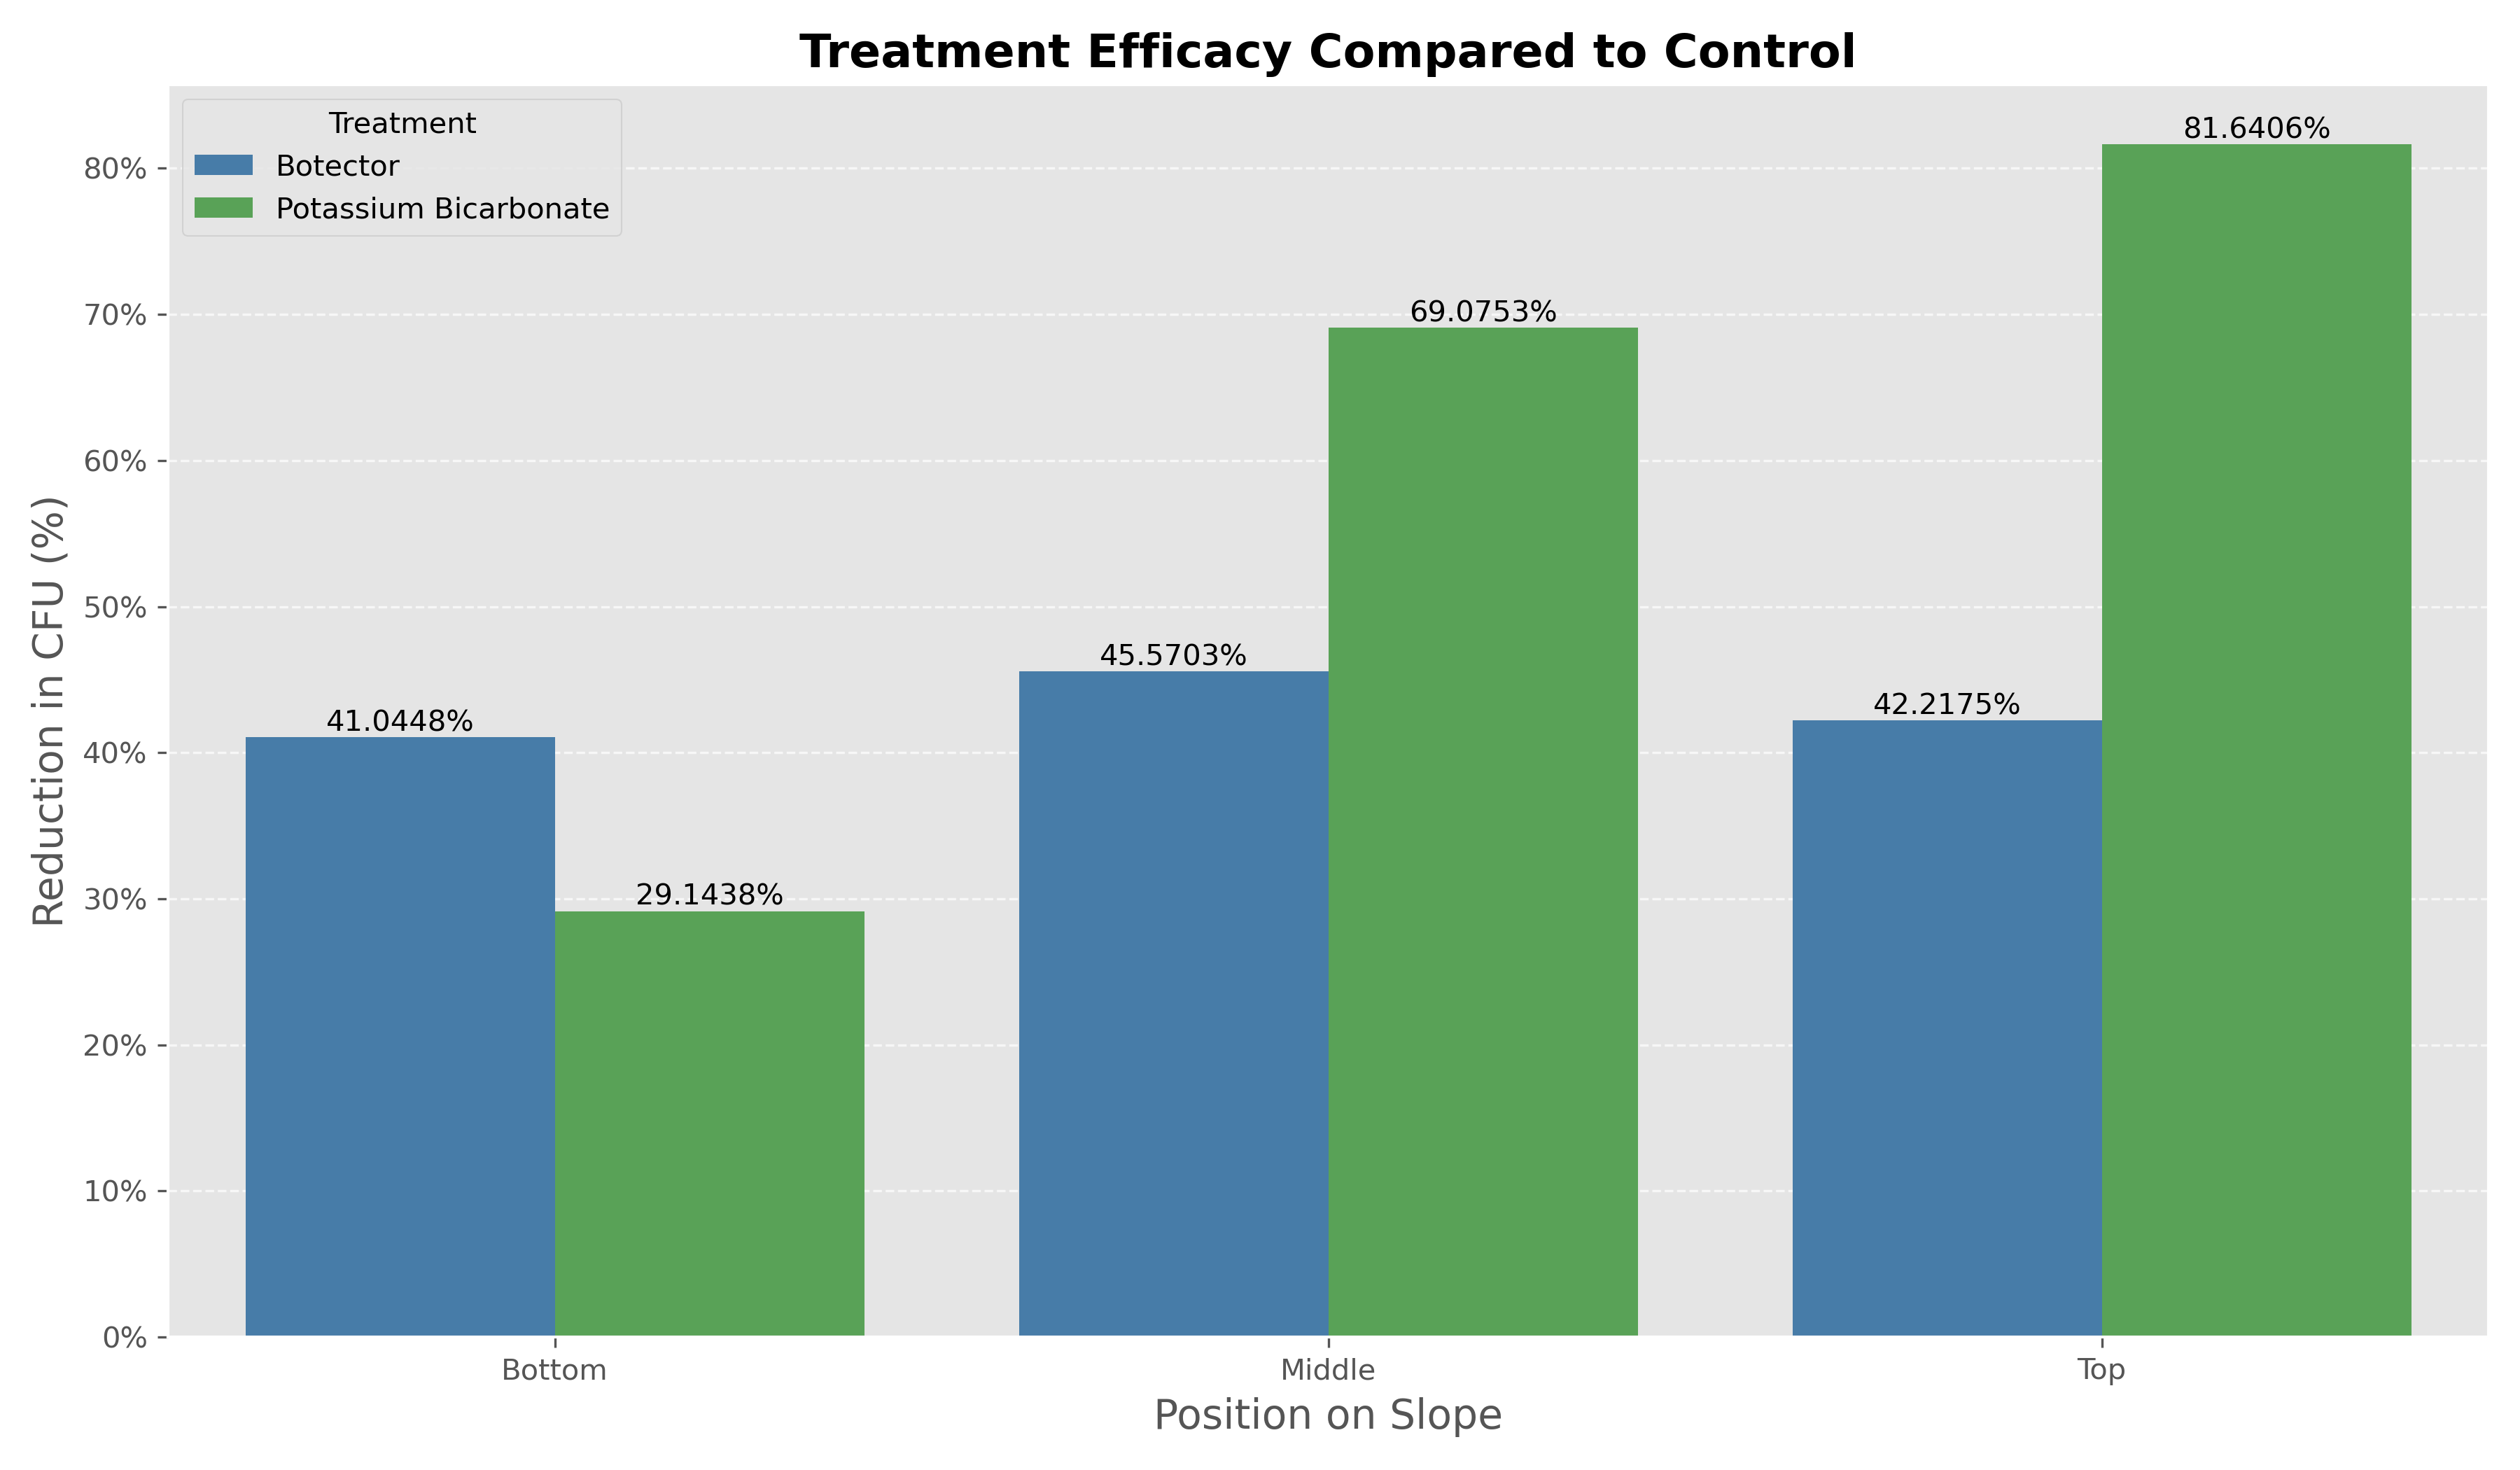 Treatment Efficacy Compared to Control
Treatment
Botector
Potassium Bicarbonate
Reduction in CFU (%)
80%
70%
60%
50%
40%
30%
20%
10%
0%
41.0448%
29.1438%
45.5703%
69.0753%
42.2175%
81.6406%
Bottom
Middle
Top
Position on Slope